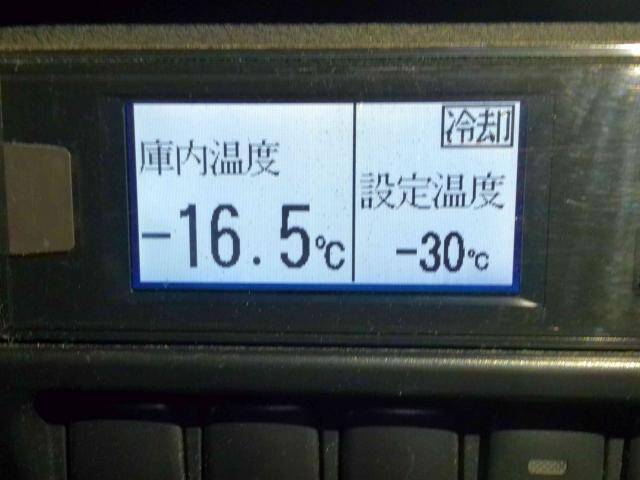 庫内温度
-16.5℃
冷却
設定温度
-30℃